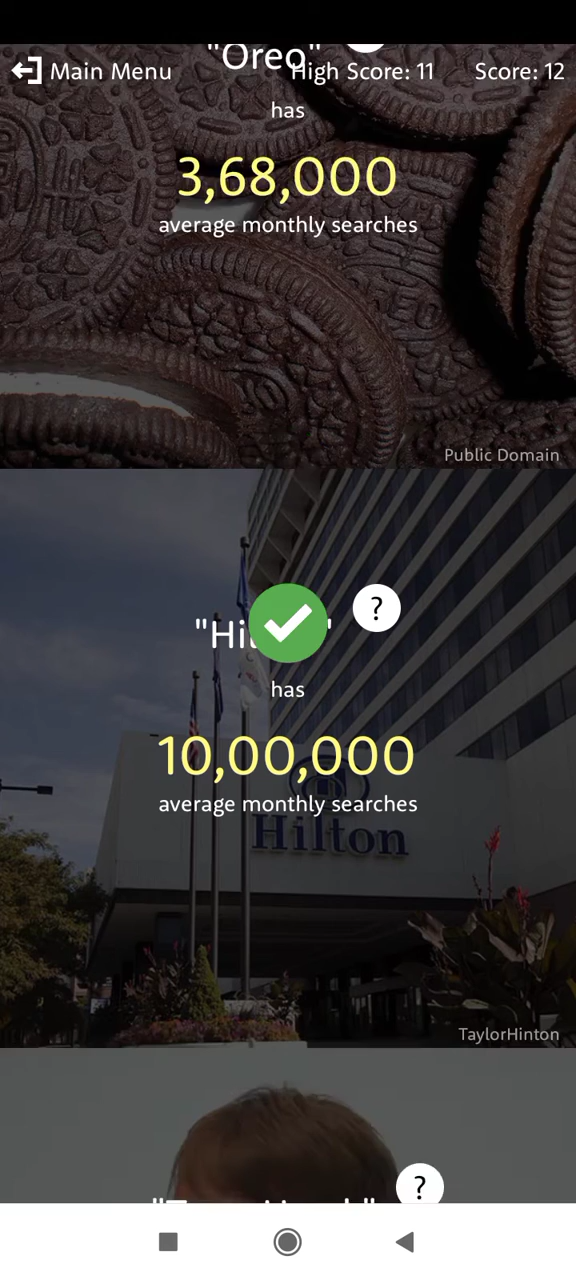 "Oreo"
Main Menu
High Score: 11
Score: 12
has
3,68,000
average monthly searches
Public Domain
?
has
10,00,000
average monthly searches
Hilton
TaylorHinton
?